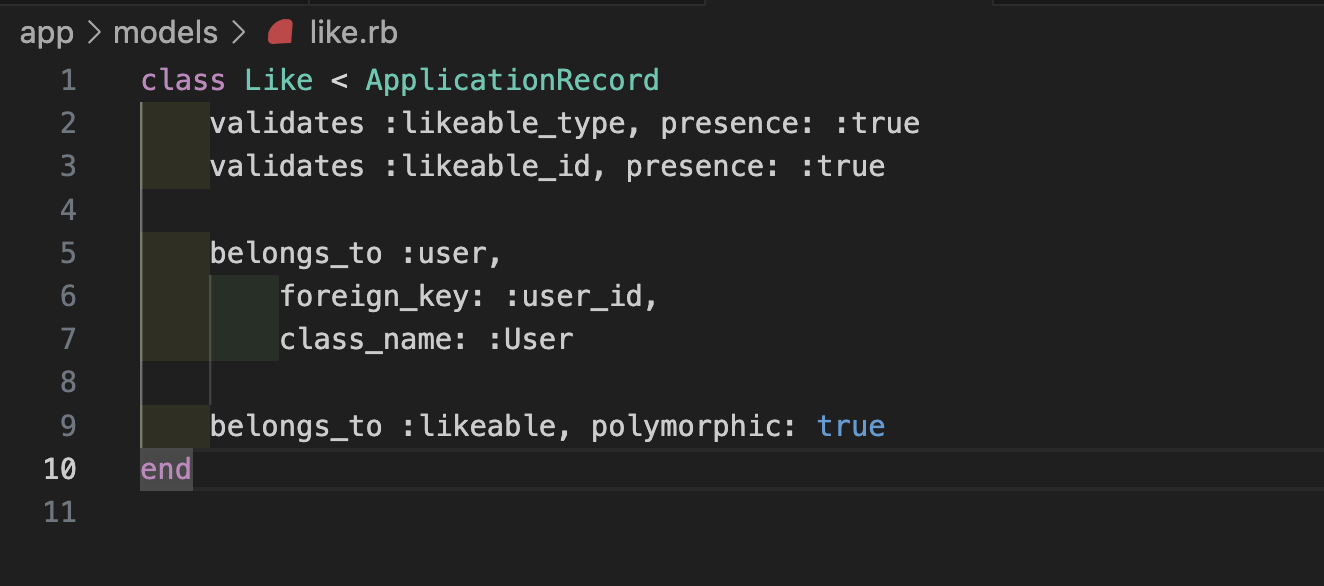 app > models > like.rb
1 class Like < ApplicationRecord
2 validates :likeable_type, presence: :true
3 validates :likeable_id, presence: :true
4
5 belongs_to :user,
6 foreign_key: :user_id,
7 class_name: :User
8
9 belongs_to :likeable, polymorphic: true
10 end
11